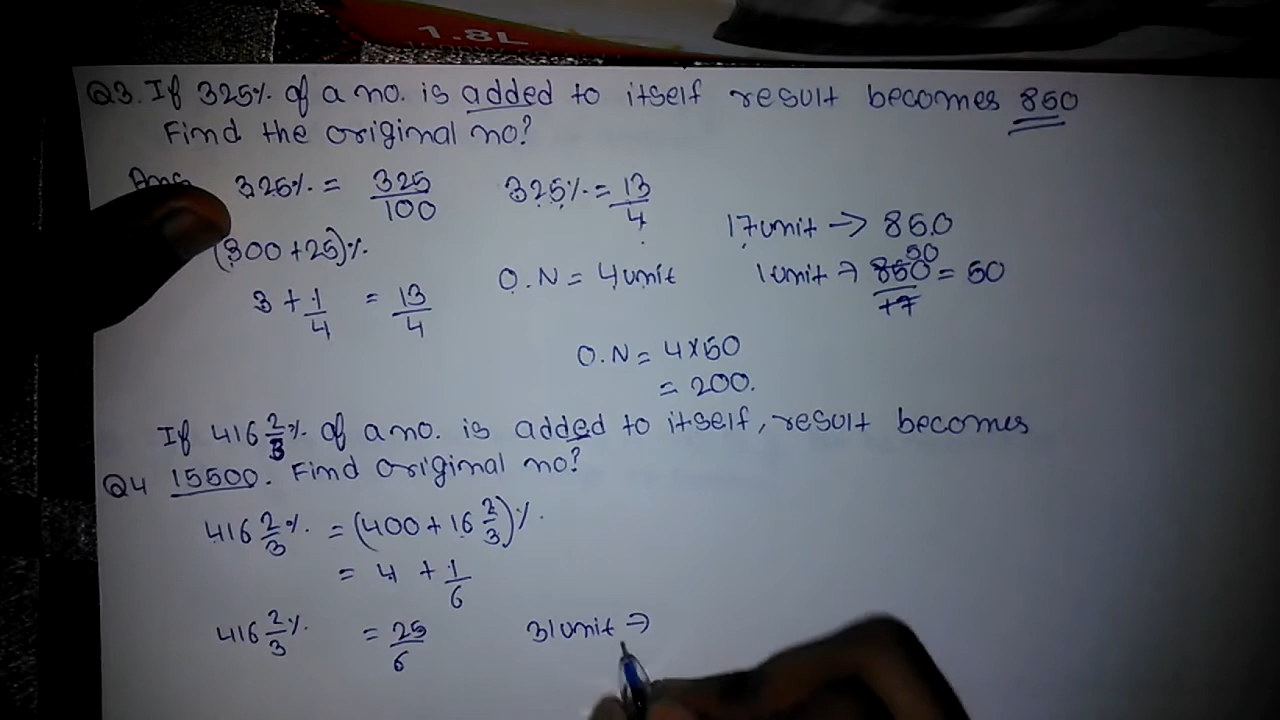 1.8L
Q3. If 325% of a no. is added to itself result becomes 850
Find the original no?
Ans
325% = 325/100
325% = 13/4
(300+25)%
17 unit → 850
3 + 1/4 = 13/4
O.N = 4 unit
1 unit ⇒ 850/17 = 50
50
O.N = 4×50
= 200.
If 416 2/3% of a no. is added to itself, result becomes
Q4 15500. Find original no?
416 2/3% = (400 + 16 2/3)%.
= 4 + 1/6
416 2/3% = 25/6
31 unit ⇒